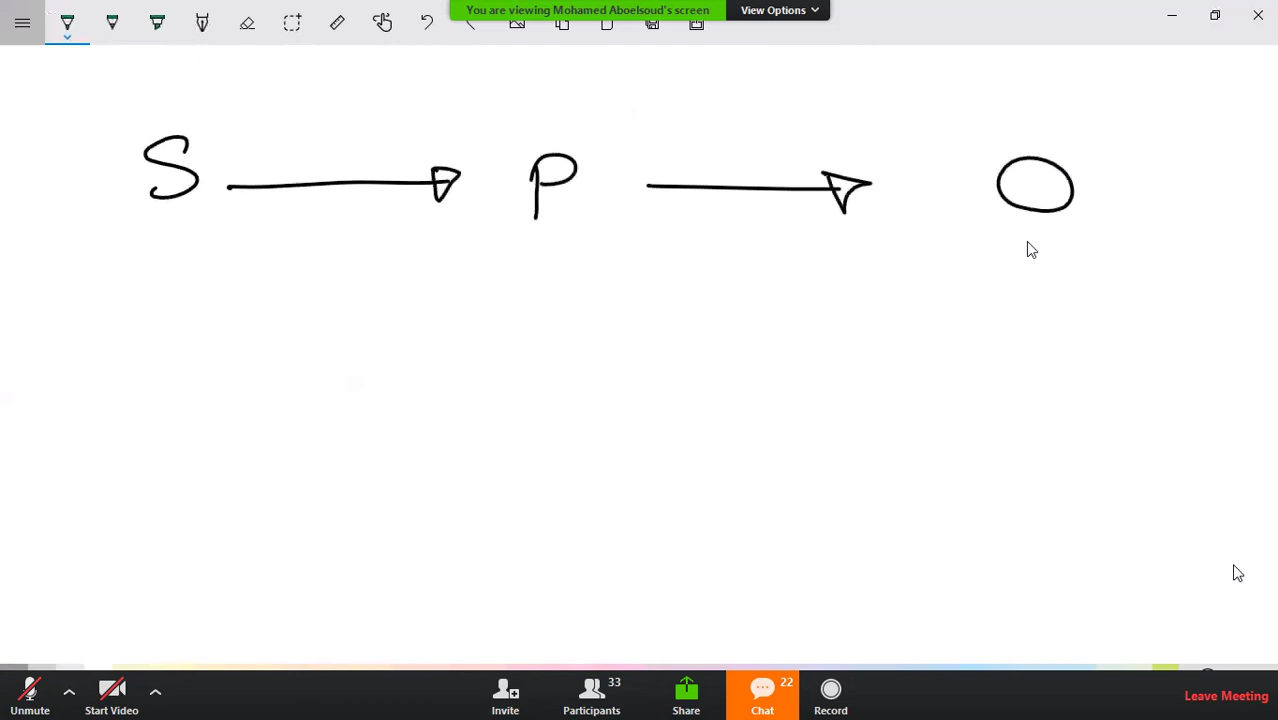 You are viewing Mohamed Aboelsoud's screen
View Options
S → P → O
Unmute
Start Video
Invite
33
Participants
Share
22
Chat
Record
Leave Meeting